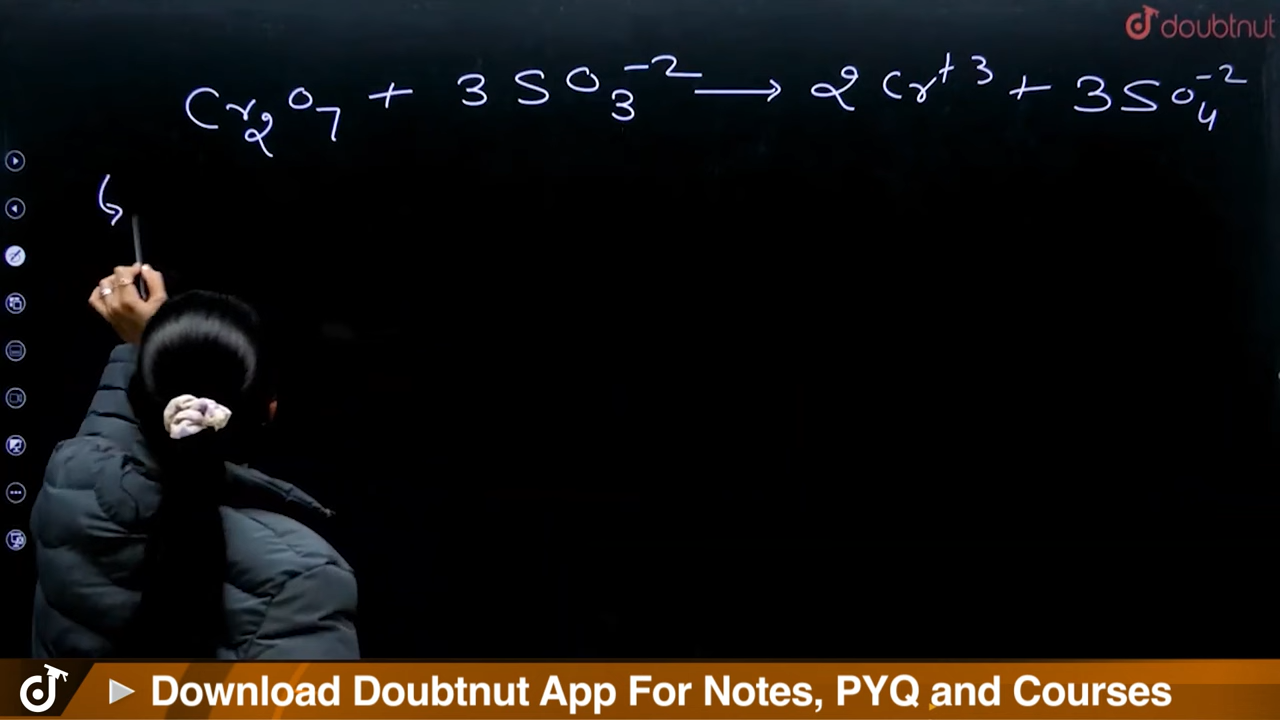 doubtnut
Cr₂O₇ + 3SO₃⁻² → 2Cr⁺³ + 3SO₄⁻²
Download Doubtnut App For Notes, PYQ and Courses